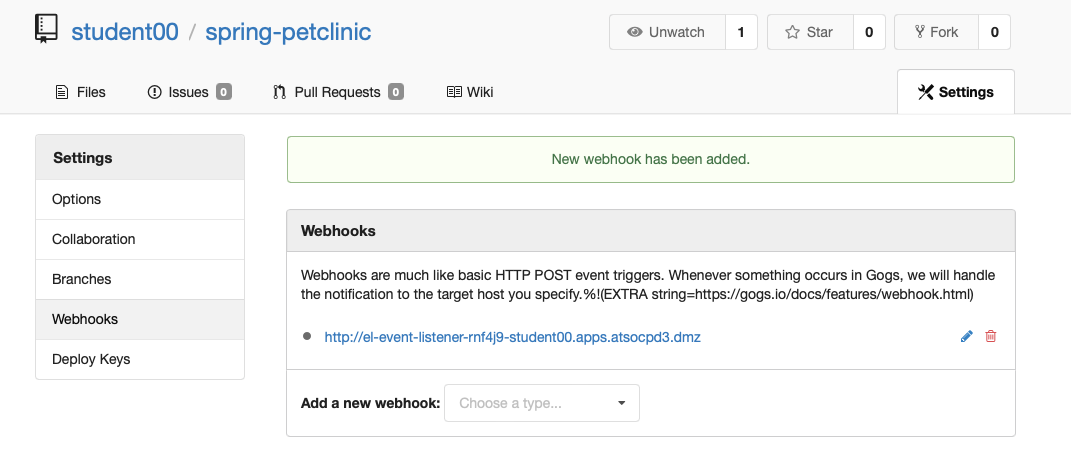 student00 / spring-petclinic
Unwatch 1 Star 0 Fork 0
Files Issues 0 Pull Requests 0 Wiki Settings
Settings
Options
Collaboration
Branches
Webhooks
Deploy Keys
New webhook has been added.
Webhooks
Webhooks are much like basic HTTP POST event triggers. Whenever something occurs in Gogs, we will handle
the notification to the target host you specify.%!(EXTRA string=https://gogs.io/docs/features/webhook.html)
http://el-event-listener-rnf4j9-student00.apps.atsocpd3.dmz
Add a new webhook: Choose a type...